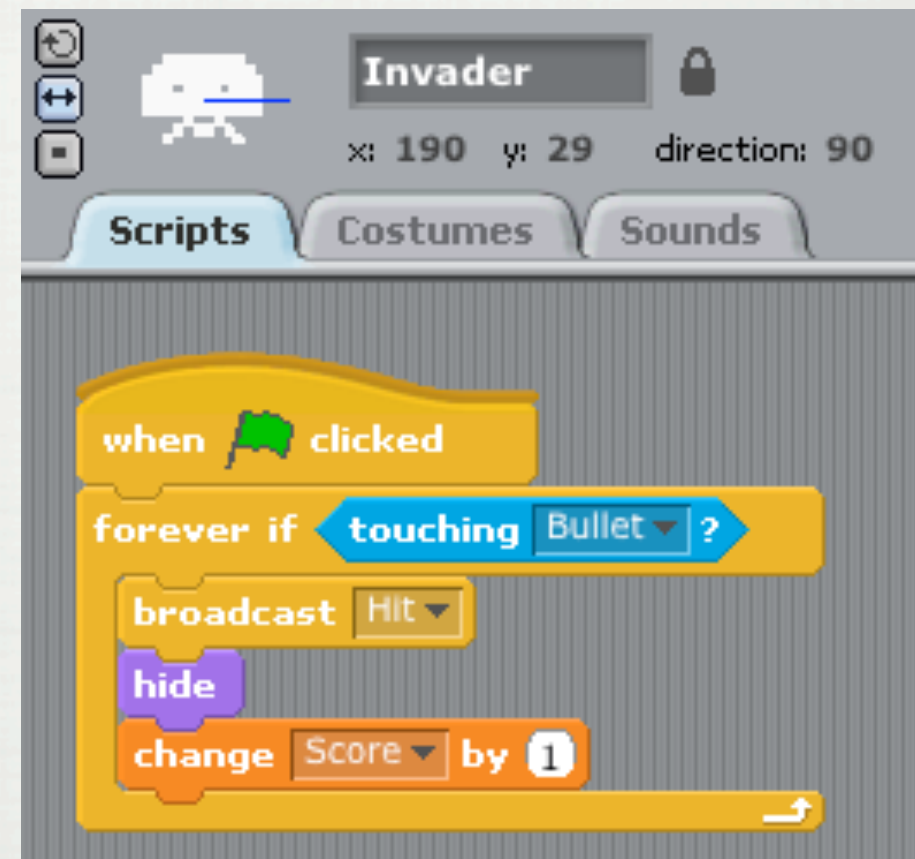 Invader
x: 190 y: 29 direction: 90
Scripts Costumes Sounds
when clicked
forever if touching Bullet ?
broadcast Hit
hide
change Score by 1